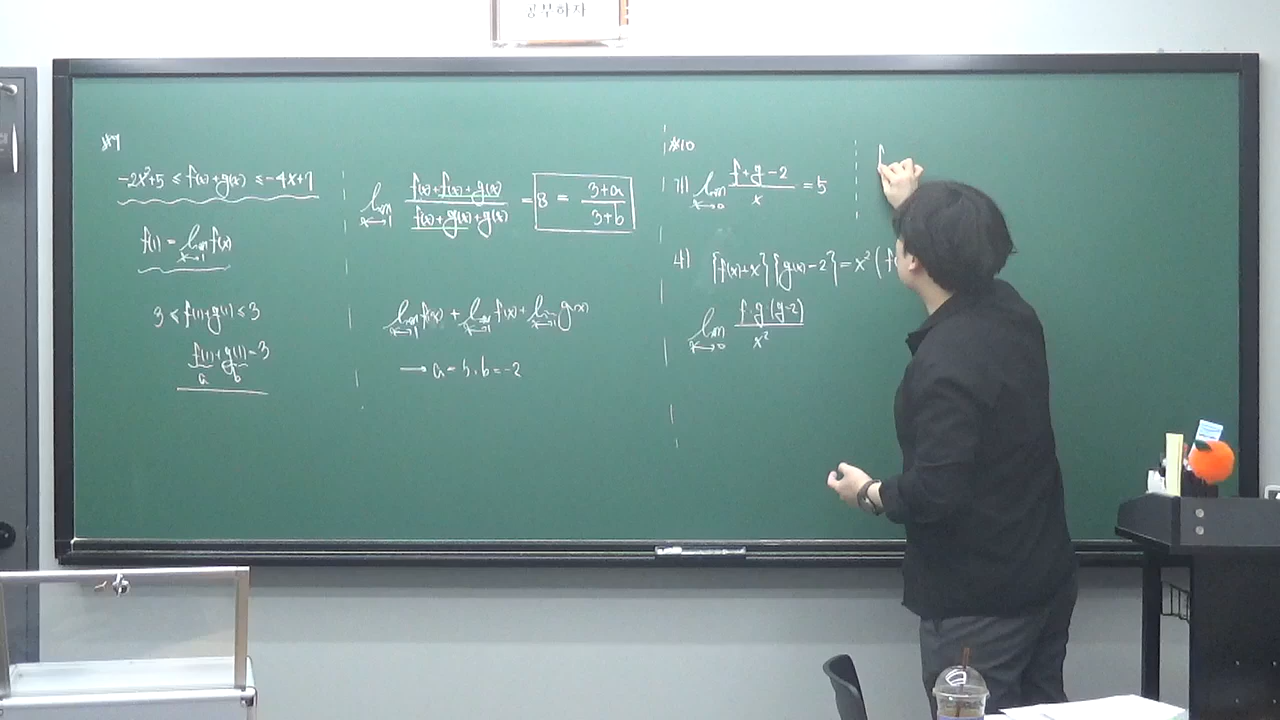 공부하자
※9
-2x²+5 ≤ f(x)+g(x) ≤ -4x+7
f(1) = lim x→1 f(x)
3 ≤ f(1)+g(1) ≤ 3
f(1)+g(1)=3
a b
lim x→1 (f(x)+f(x)+g(x))/(f(x)+g(x)+g(x)) = 8 = (3+a)/(3+b)
lim x→1 f(x) + lim x→1 f(x) + lim x→1 g(x)
→ a = 5, b = -2
※10
가) lim x→0 (f+g-2)/x = 5
나) {f(x)+x}{g(x)-2} = x² (f
lim x→0 (f·g·(g-2))/x²
f